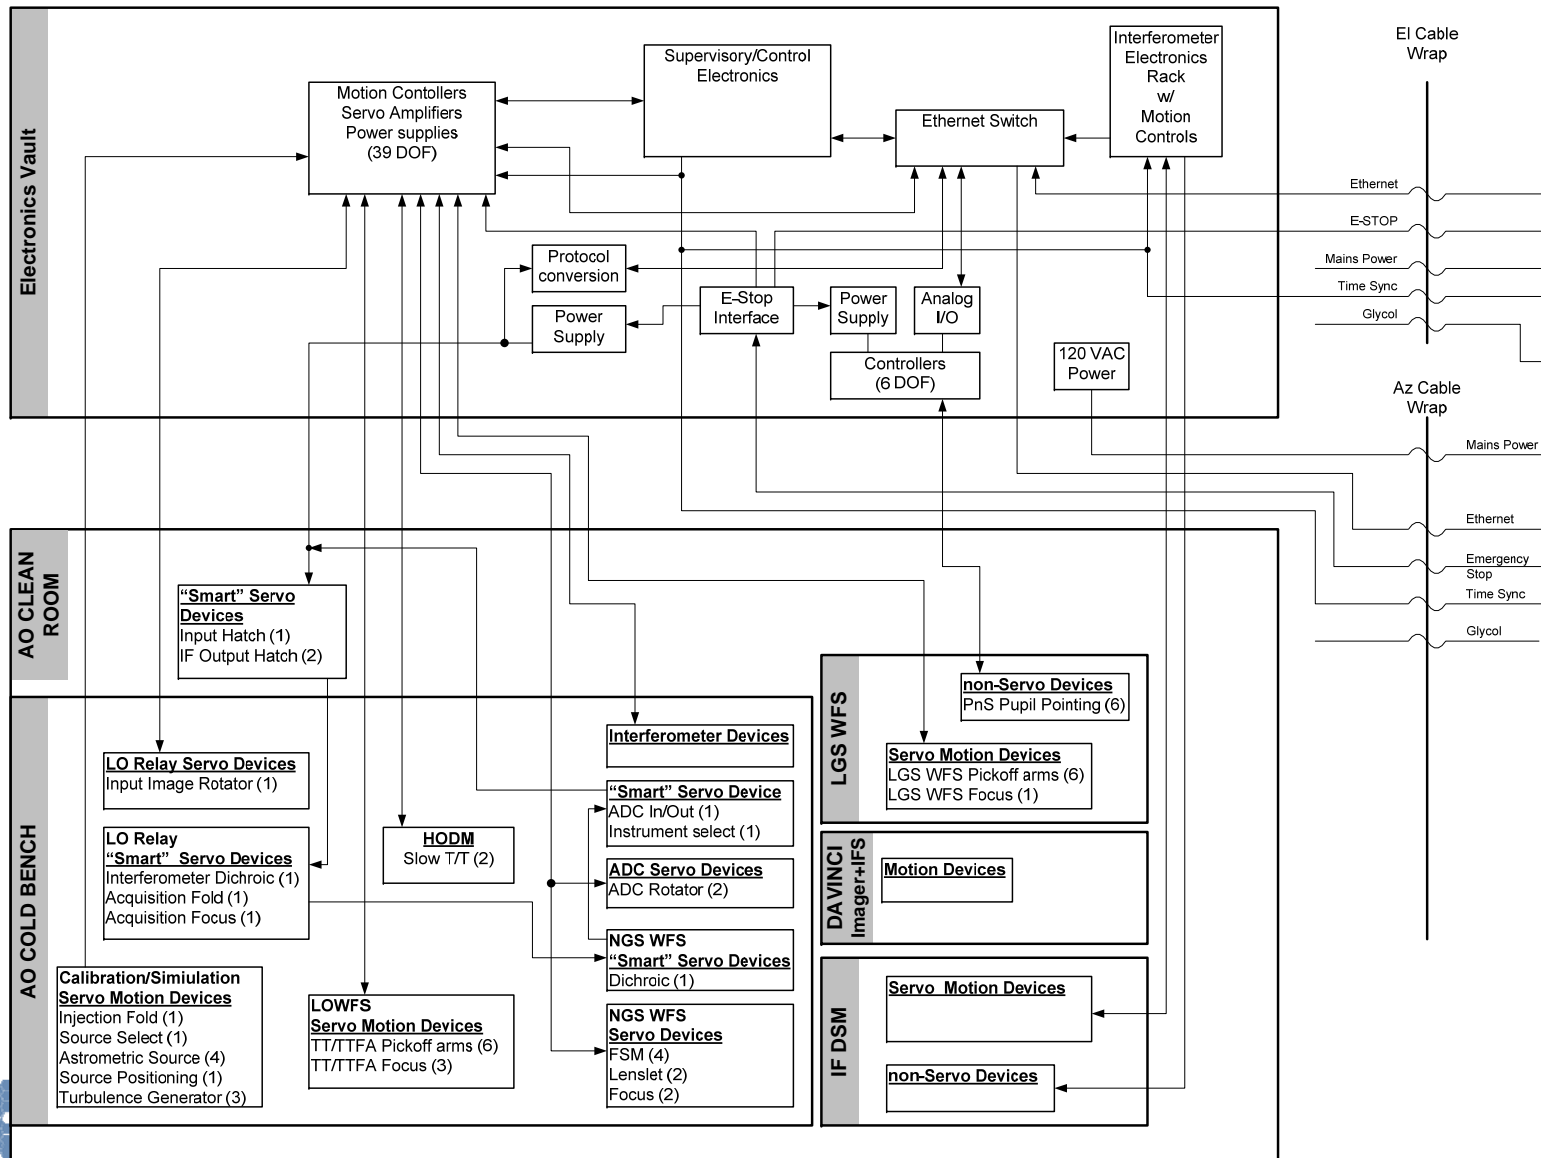 Electronics Vault
Motion Contollers
Servo Amplifiers
Power supplies
(39 DOF)
Supervisory/Control
Electronics
Ethernet Switch
Interferometer
Electronics
Rack
w/
Motion
Controls
Protocol
conversion
Power
Supply
E-Stop
Interface
Power
Supply
Analog
I/O
Controllers
(6 DOF)
120 VAC
Power
El Cable
Wrap
Ethernet
E-STOP
Mains Power
Time Sync
Glycol
Az Cable
Wrap
Mains Power
Ethernet
Emergency
Stop
Time Sync
Glycol
AO CLEAN
ROOM
“Smart” Servo
Devices
Input Hatch (1)
IF Output Hatch (2)
AO COLD BENCH
LO Relay Servo Devices
Input Image Rotator (1)
LO Relay
“Smart” Servo Devices
Interferometer Dichroic (1)
Acquisition Fold (1)
Acquisition Focus (1)
Calibration/Simiulation
Servo Motion Devices
Injection Fold (1)
Source Select (1)
Astrometric Source (4)
Source Positioning (1)
Turbulence Generator (3)
HODM
Slow T/T (2)
LOWFS
Servo Motion Devices
TT/TTFA Pickoff arms (6)
TT/TTFA Focus (3)
Interferometer Devices
“Smart” Servo Device
ADC In/Out (1)
Instrument select (1)
ADC Servo Devices
ADC Rotator (2)
NGS WFS
“Smart” Servo Devices
Dichroic (1)
NGS WFS
Servo Devices
FSM (4)
Lenslet (2)
Focus (2)
LGS WFS
non-Servo Devices
PnS Pupil Pointing (6)
Servo Motion Devices
LGS WFS Pickoff arms (6)
LGS WFS Focus (1)
DAVINCI
Imager+IFS
Motion Devices
IF DSM
Servo Motion Devices
non-Servo Devices